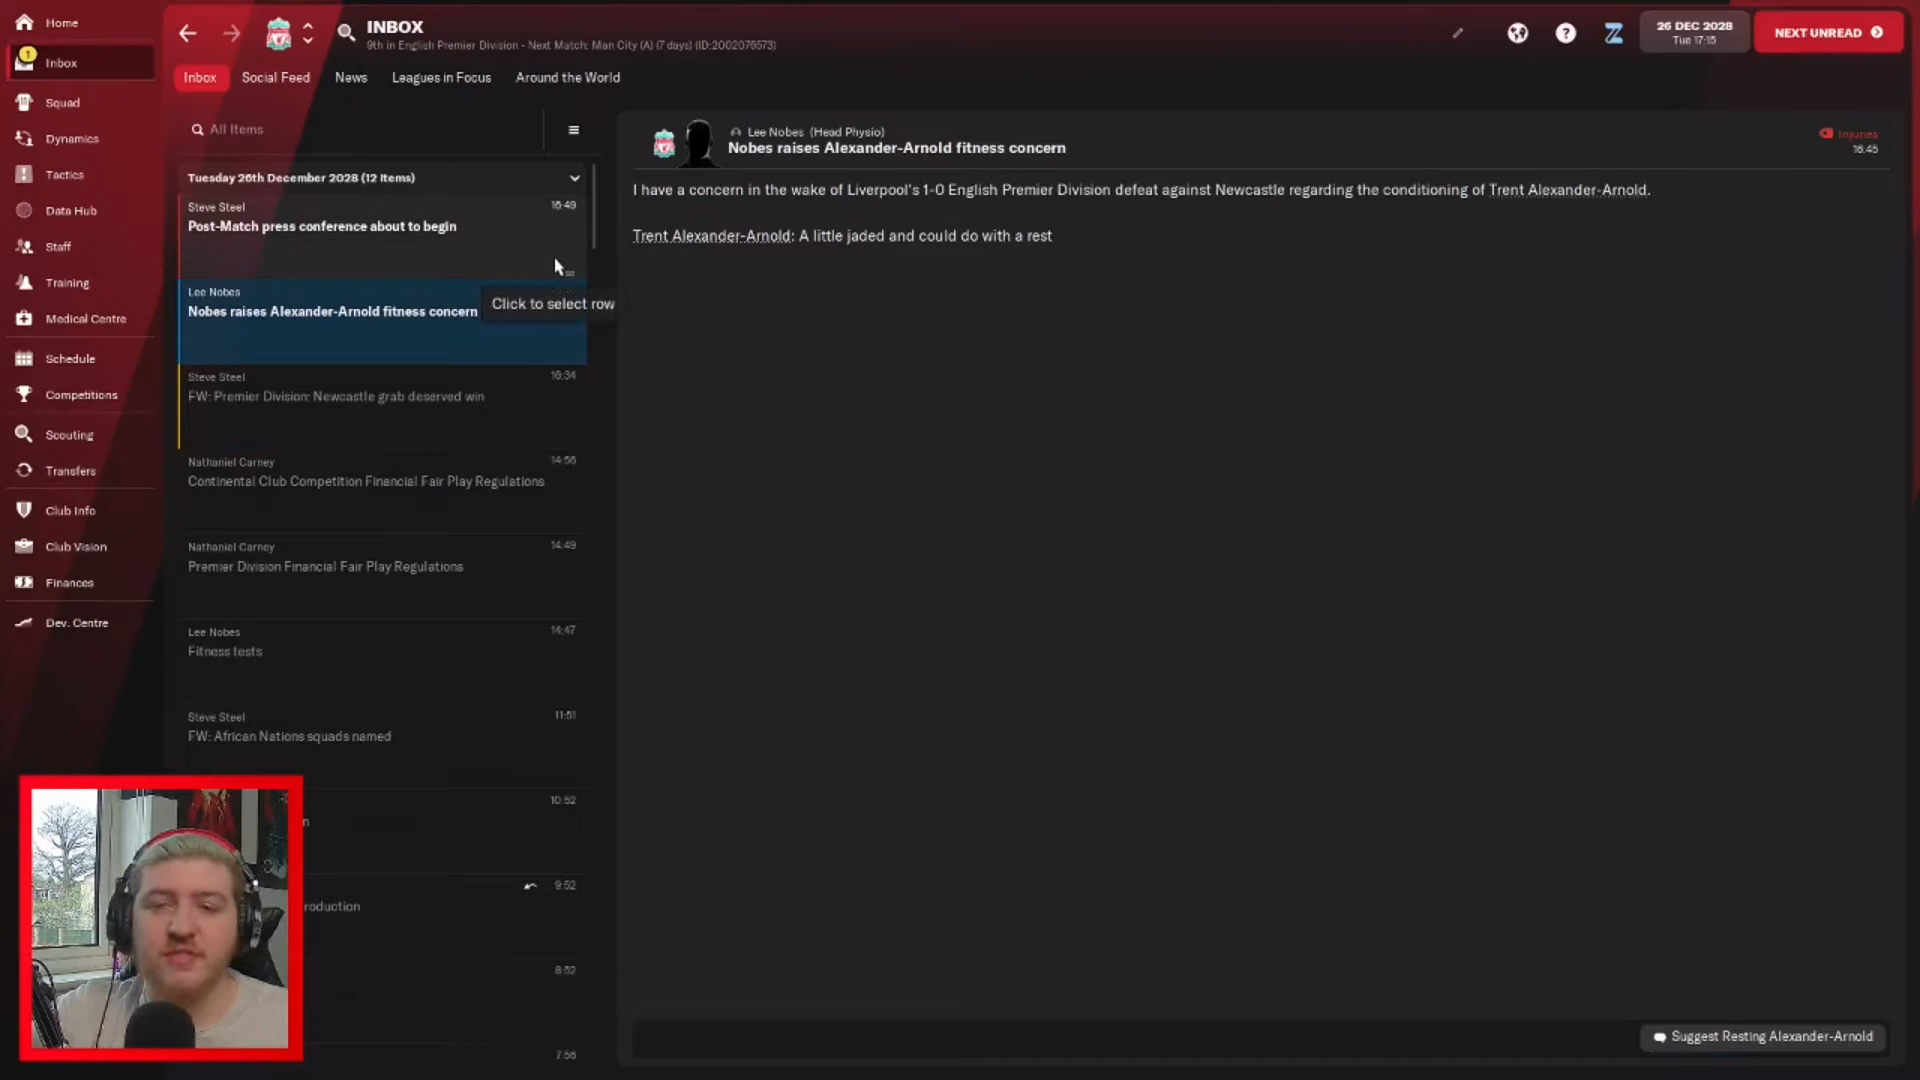 Home
Inbox
1
Squad
Dynamics
Tactics
Data Hub
Staff
Training
Medical Centre
Schedule
Competitions
Scouting
Transfers
Club Info
Club Vision
Finances
Dev. Centre
INBOX
9th in English Premier Division - Next Match: Man City (A) (7 days) (ID:2002076573)
26 DEC 2028
Tue 17:15
NEXT UNREAD
Inbox Social Feed News Leagues in Focus Around the World
All Items
Tuesday 26th December 2028 (12 Items)
Steve Steel 16:49
Post-Match press conference about to begin
Lee Nobes
Nobes raises Alexander-Arnold fitness concern
Click to select row
Steve Steel 16:34
FW: Premier Division: Newcastle grab deserved win
Nathaniel Carney 14:56
Continental Club Competition Financial Fair Play Regulations
Nathaniel Carney 14:49
Premier Division Financial Fair Play Regulations
Lee Nobes 14:47
Fitness tests
Steve Steel 11:51
FW: African Nations squads named
10:52
n
9:52
roduction
8:52
7:56
Lee Nobes (Head Physio)
Nobes raises Alexander-Arnold fitness concern
Injuries
16:45
I have a concern in the wake of Liverpool's 1-0 English Premier Division defeat against Newcastle regarding the conditioning of Trent Alexander-Arnold.
Trent Alexander-Arnold: A little jaded and could do with a rest
Suggest Resting Alexander-Arnold